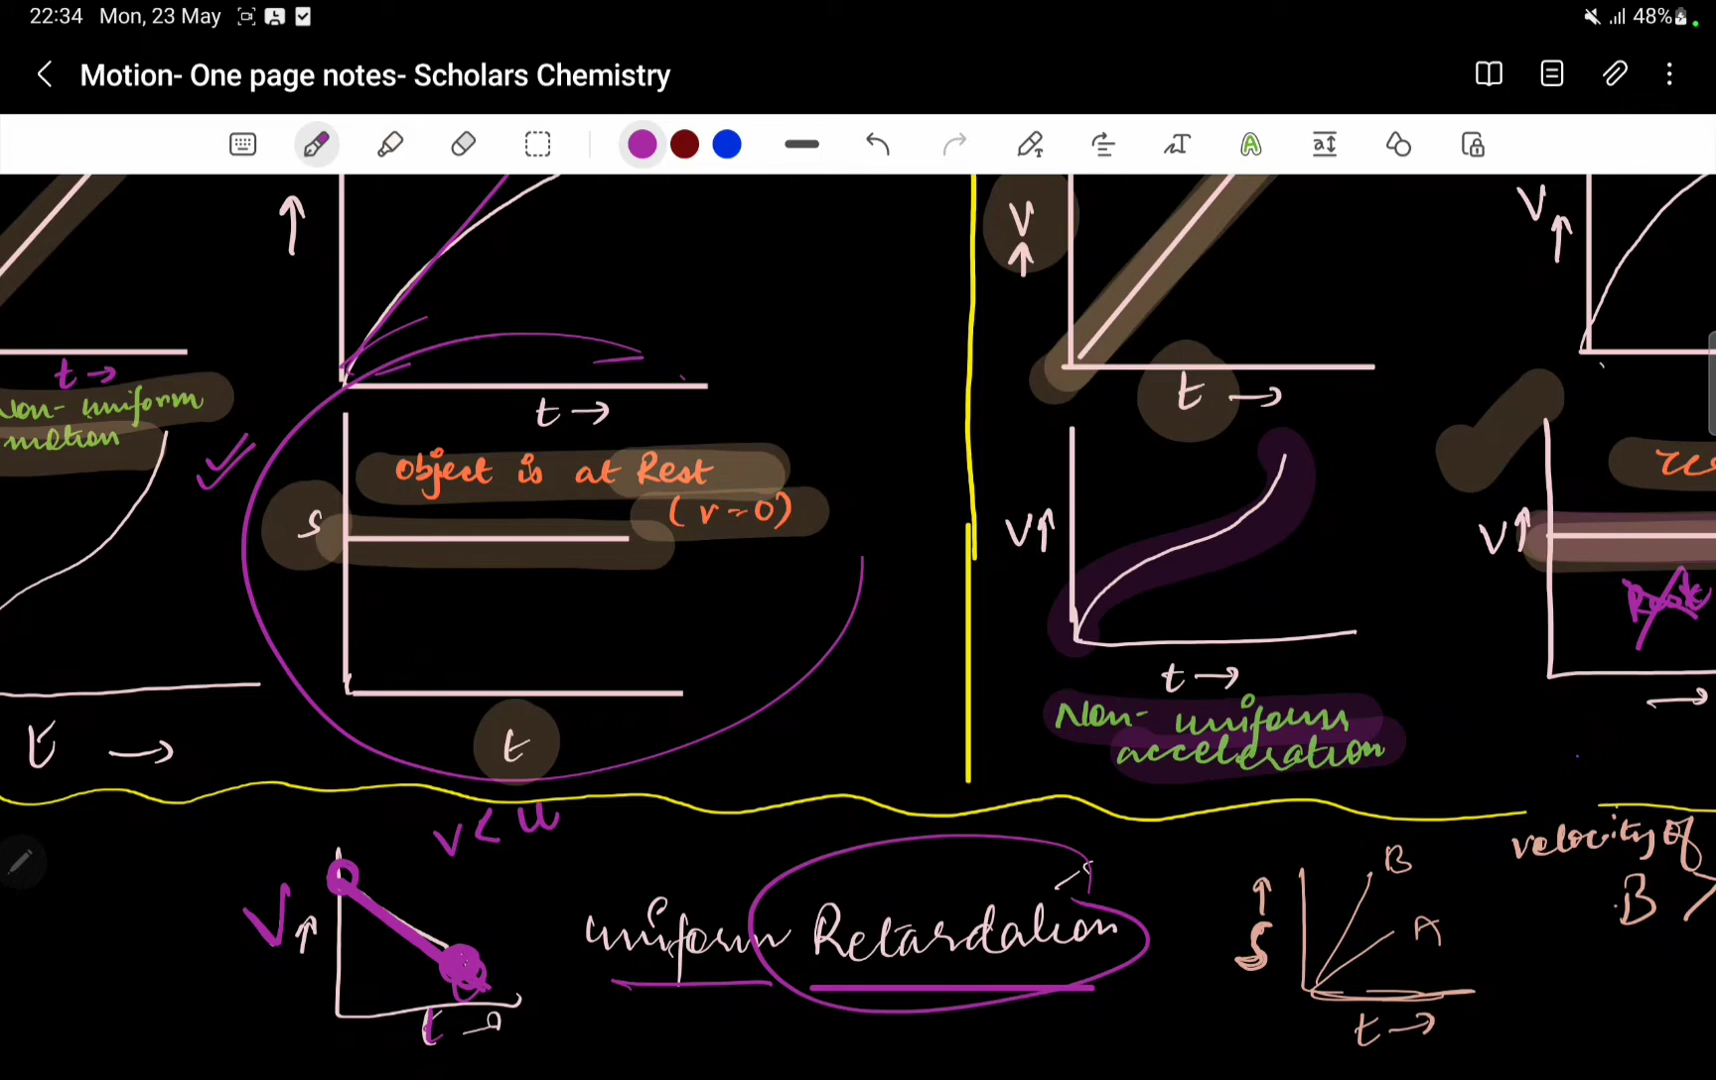 22:34 Mon, 23 May
48%
Motion- One page notes- Scholars Chemistry
t →
Non- uniform
motion
t →
t →
object is at Rest
(v=0)
s
t
V
t →
V
V
t →
Non- uniform
acceleration
V
Rest
v < u
V
t
uniform Retardation
S
B
A
t →
velocity of
B >